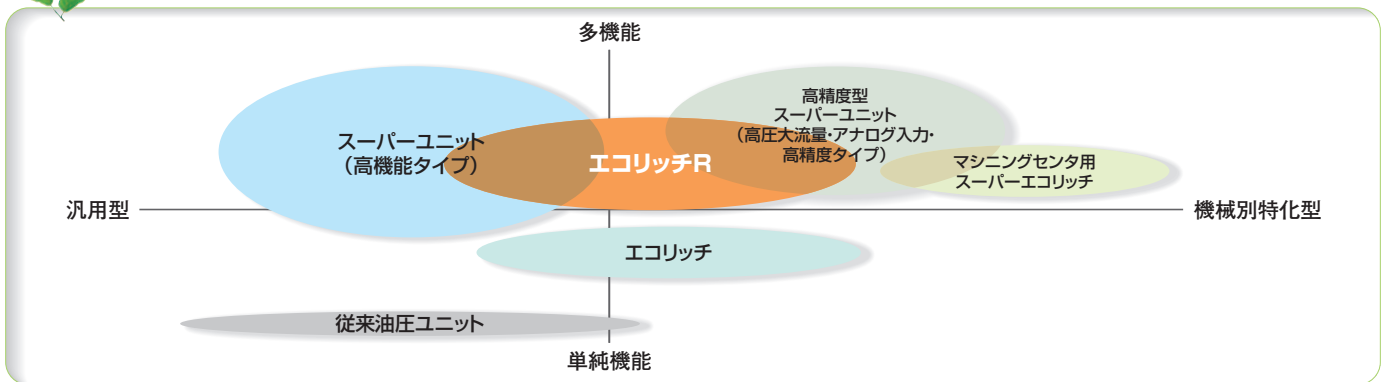 多機能
高精度型
スーパーユニット
(高圧大流量・アナログ入力・
高精度タイプ)
スーパーユニット
(高機能タイプ)
エコリッチR
マシニングセンタ用
スーパーエコリッチ
汎用型
機械別特化型
エコリッチ
従来油圧ユニット
単純機能